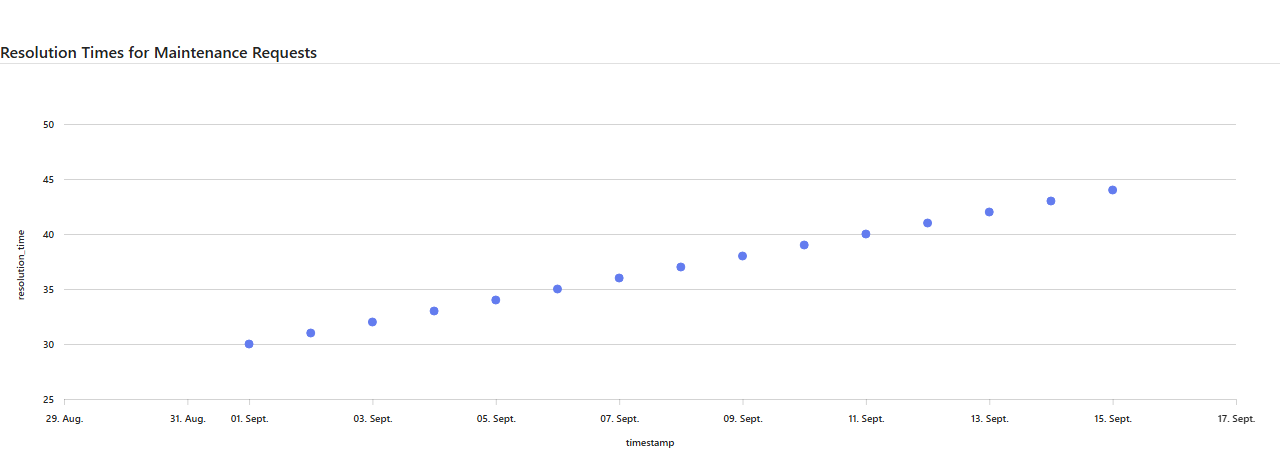 Resolution Times for Maintenance Requests
50
45
40
35
30
25
resolution_time
29. Aug. 31. Aug. 01. Sept. 03. Sept. 05. Sept. 07. Sept. 09. Sept. 11. Sept. 13. Sept. 15. Sept. 17. Sept.
timestamp